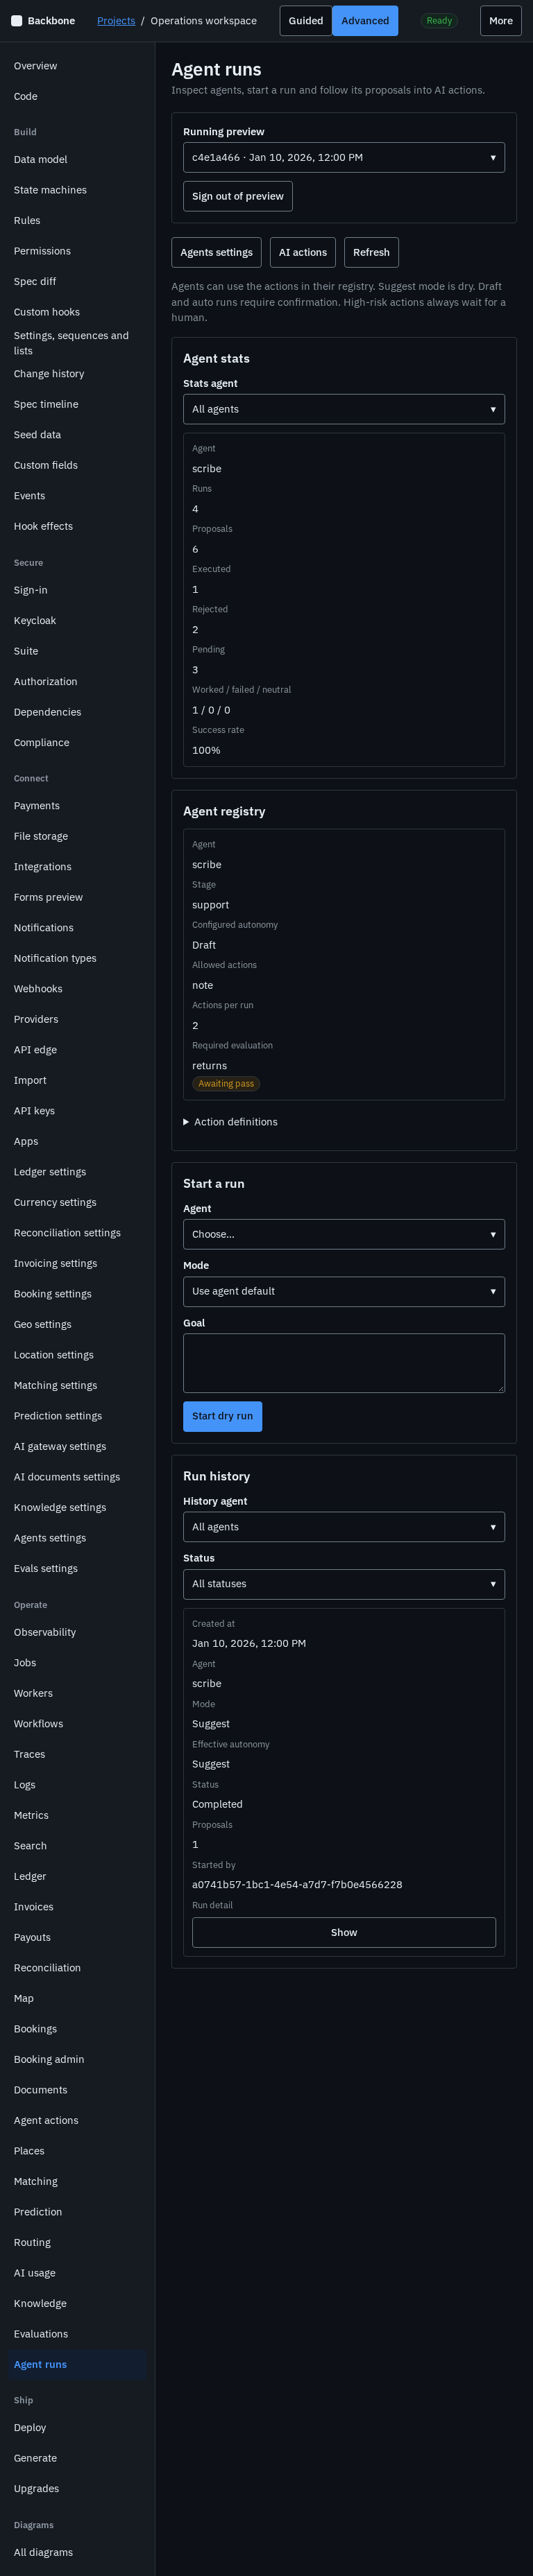 Backbone
Projects / Operations workspace
Guided
Advanced
Ready
More
Overview
Code
Build
Data model
State machines
Rules
Permissions
Spec diff
Custom hooks
Settings, sequences and
lists
Change history
Spec timeline
Seed data
Custom fields
Events
Hook effects
Secure
Sign-in
Keycloak
Suite
Authorization
Dependencies
Compliance
Connect
Payments
File storage
Integrations
Forms preview
Notifications
Notification types
Webhooks
Providers
API edge
Import
API keys
Apps
Ledger settings
Currency settings
Reconciliation settings
Invoicing settings
Booking settings
Geo settings
Location settings
Matching settings
Prediction settings
AI gateway settings
AI documents settings
Knowledge settings
Agents settings
Evals settings
Operate
Observability
Jobs
Workers
Workflows
Traces
Logs
Metrics
Search
Ledger
Invoices
Payouts
Reconciliation
Map
Bookings
Booking admin
Documents
Agent actions
Places
Matching
Prediction
Routing
AI usage
Knowledge
Evaluations
Agent runs
Ship
Deploy
Generate
Upgrades
Diagrams
All diagrams
Agent runs
Inspect agents, start a run and follow its proposals into AI actions.
Running preview
c4e1a466 · Jan 10, 2026, 12:00 PM
Sign out of preview
Agents settings
AI actions
Refresh
Agents can use the actions in their registry. Suggest mode is dry. Draft
and auto runs require confirmation. High-risk actions always wait for a
human.
Agent stats
Stats agent
All agents
Agent
scribe
Runs
4
Proposals
6
Executed
1
Rejected
2
Pending
3
Worked / failed / neutral
1 / 0 / 0
Success rate
100%
Agent registry
Agent
scribe
Stage
support
Configured autonomy
Draft
Allowed actions
note
Actions per run
2
Required evaluation
returns
Awaiting pass
Action definitions
Start a run
Agent
Choose...
Mode
Use agent default
Goal
Start dry run
Run history
History agent
All agents
Status
All statuses
Created at
Jan 10, 2026, 12:00 PM
Agent
scribe
Mode
Suggest
Effective autonomy
Suggest
Status
Completed
Proposals
1
Started by
a0741b57-1bc1-4e54-a7d7-f7b0e4566228
Run detail
Show